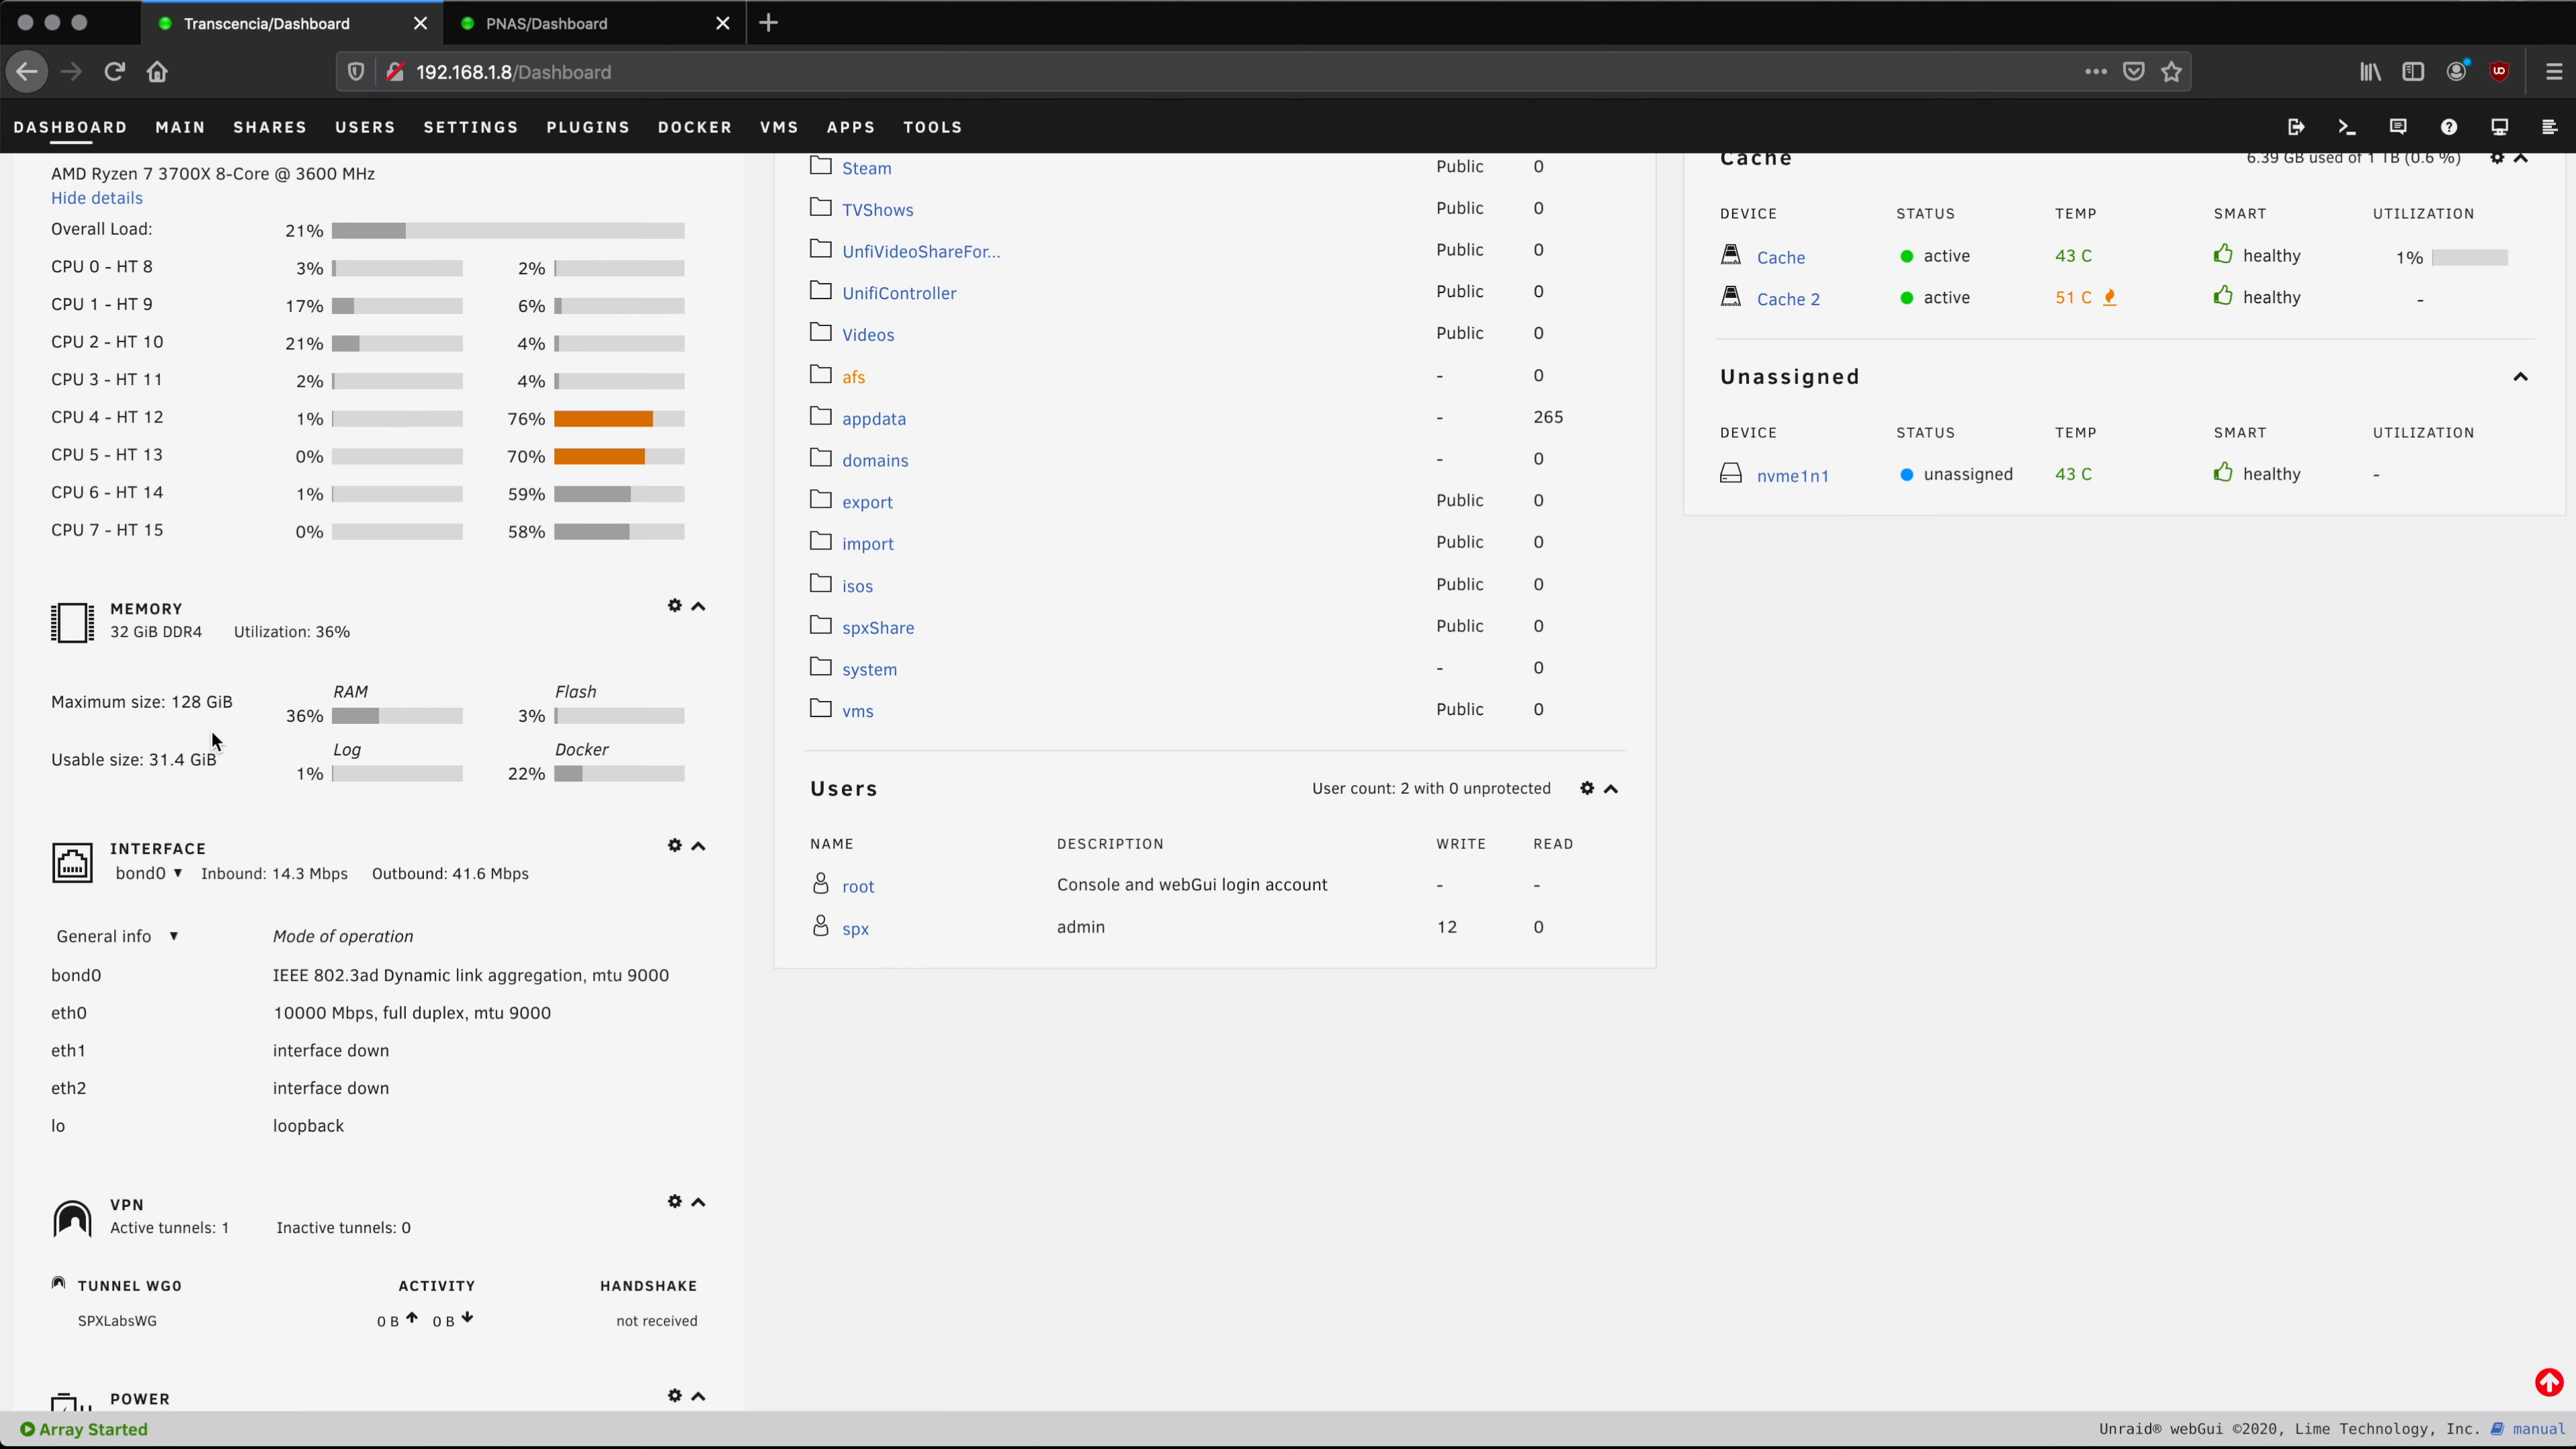 Transcencia/Dashboard
PNAS/Dashboard
192.168.1.8/Dashboard
DASHBOARD MAIN SHARES USERS SETTINGS PLUGINS DOCKER VMS APPS TOOLS
AMD Ryzen 7 3700X 8-Core @ 3600 MHz
Hide details
Overall Load: 21%
CPU 0 - HT 8 3% 2%
CPU 1 - HT 9 17% 6%
CPU 2 - HT 10 21% 4%
CPU 3 - HT 11 2% 4%
CPU 4 - HT 12 1% 76%
CPU 5 - HT 13 0% 70%
CPU 6 - HT 14 1% 59%
CPU 7 - HT 15 0% 58%
MEMORY
32 GiB DDR4 Utilization: 36%
RAM Flash
Maximum size: 128 GiB 36% 3%
Log Docker
Usable size: 31.4 GiB 1% 22%
INTERFACE
bond0 ▼ Inbound: 14.3 Mbps Outbound: 41.6 Mbps
General info ▼ Mode of operation
bond0 IEEE 802.3ad Dynamic link aggregation, mtu 9000
eth0 10000 Mbps, full duplex, mtu 9000
eth1 interface down
eth2 interface down
lo loopback
VPN
Active tunnels: 1 Inactive tunnels: 0
TUNNEL WG0 ACTIVITY HANDSHAKE
SPXLabsWG 0 B 0 B not received
POWER
Steam Public 0
TVShows Public 0
UnfiVideoShareFor... Public 0
UnifiController Public 0
Videos Public 0
afs - 0
appdata - 265
domains - 0
export Public 0
import Public 0
isos Public 0
spxShare Public 0
system - 0
vms Public 0
Users User count: 2 with 0 unprotected
NAME DESCRIPTION WRITE READ
root Console and webGui login account - -
spx admin 12 0
Cache 6.39 GB used of 1 TB (0.6 %)
DEVICE STATUS TEMP SMART UTILIZATION
Cache active 43 C healthy 1%
Cache 2 active 51 C healthy -
Unassigned
DEVICE STATUS TEMP SMART UTILIZATION
nvme1n1 unassigned 43 C healthy -
Array Started
Unraid® webGui ©2020, Lime Technology, Inc. manual